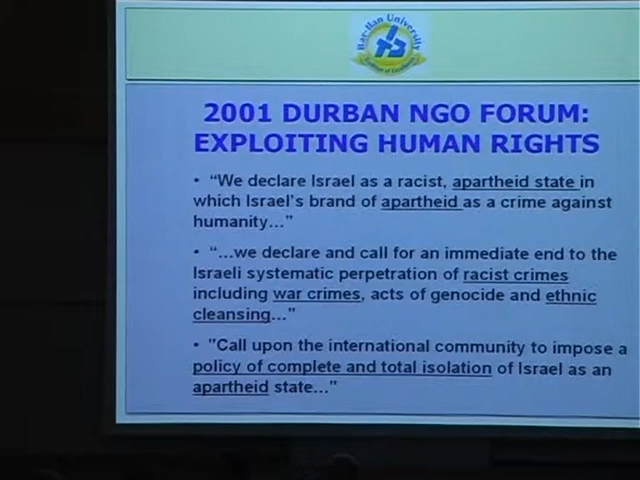 Bar-Ilan University
2001 DURBAN NGO FORUM:
EXPLOITING HUMAN RIGHTS
• “We declare Israel as a racist, apartheid state in
which Israel’s brand of apartheid as a crime against
humanity…”
• “…we declare and call for an immediate end to the
Israeli systematic perpetration of racist crimes
including war crimes, acts of genocide and ethnic
cleansing…”
• "Call upon the international community to impose a
policy of complete and total isolation of Israel as an
apartheid state…”